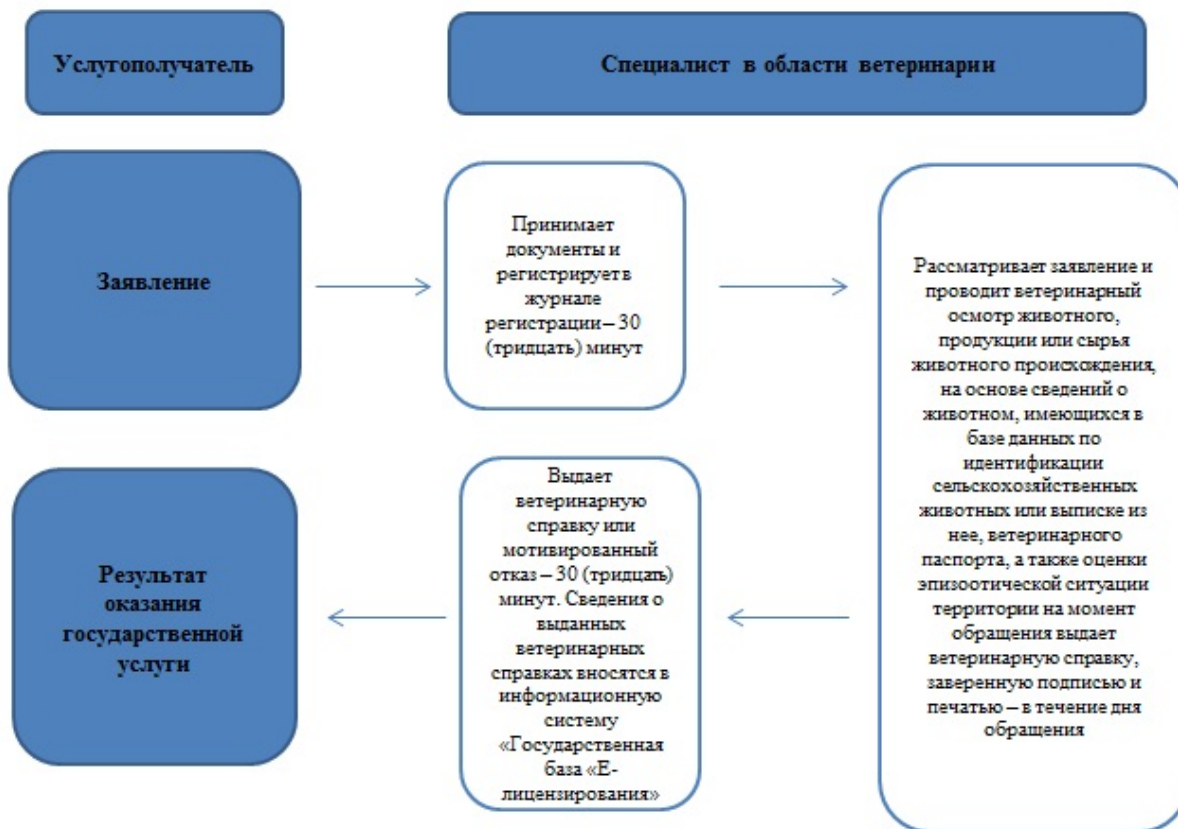 Услугополучатель
Специалист в области ветеринарии
Заявление
Принимает
документы и
регистрирует в
журнале
регистрации – 30
(тридцать) минут
Рассматривает заявление и
проводит ветеринарный
осмотр животного,
продукции или сырья
животного происхождения,
на основе сведений о
животном, имеющихся в
базе данных по
идентификации
сельскохозяйственных
животных или выписке из
нее, ветеринарного
паспорта, а также оценки
эпизоотической ситуации
территории на момент
обращения выдает
ветеринарную справку,
заверенную подписью и
печатью – в течение дня
обращения
Выдает
ветеринарную
справку или
мотивированный
отказ – 30 (тридцать)
минут. Сведения о
выданных
ветеринарных
справках вносятся в
информационную
систему
«Государственная
база «Е-
лицензирования»
Результат
оказания
государственной
услуги